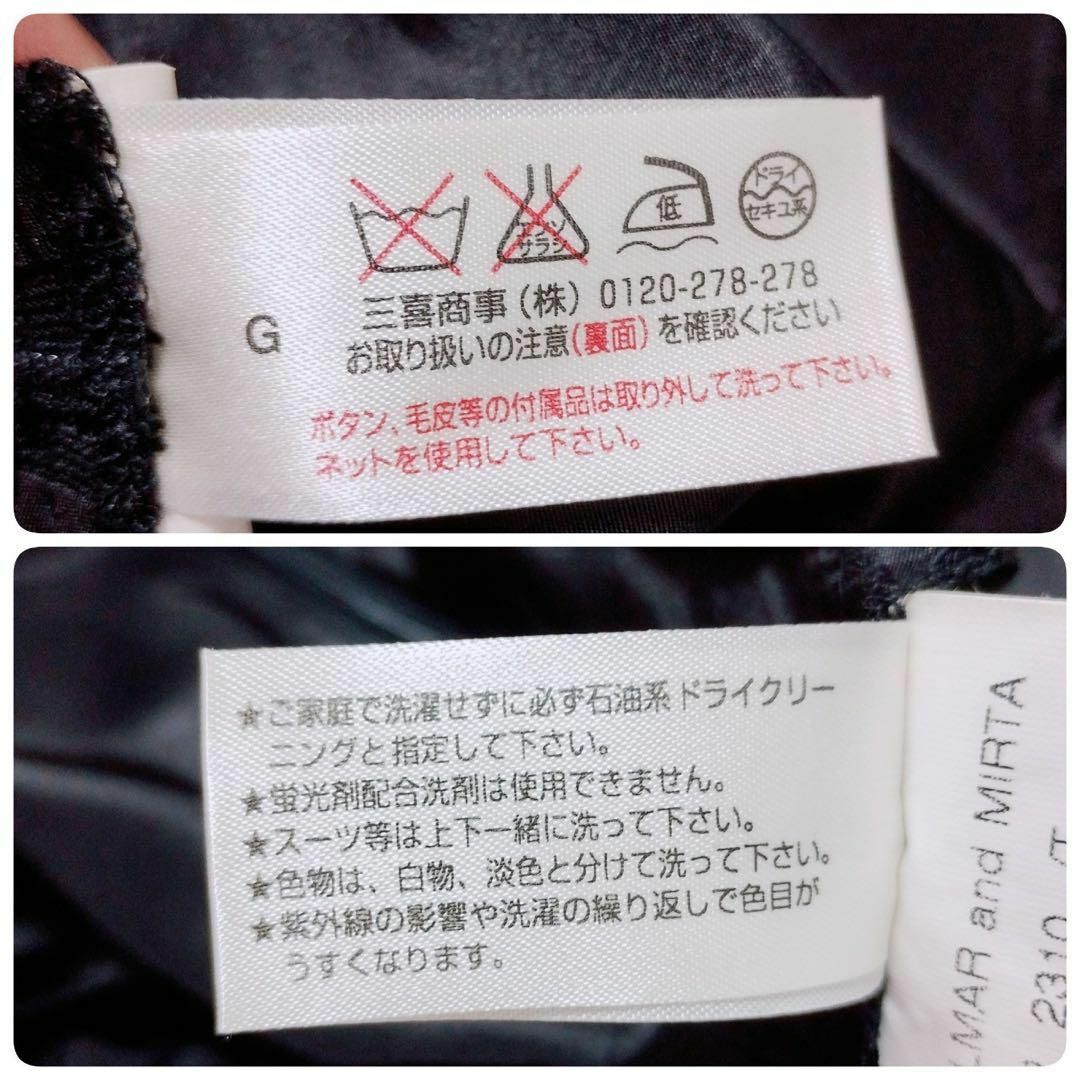 エンソ
サラシ
低
ドライ
セキユ系
G
三喜商事(株) 0120-278-278
お取り扱いの注意(裏面)を確認ください
ボタン、毛皮等の付属品は取り外して洗って下さい。
ネットを使用して下さい。
★ご家庭で洗濯せずに必ず石油系ドライクリー
ニングと指定して下さい。
★蛍光剤配合洗剤は使用できません。
★スーツ等は上下一緒に洗って下さい。
★色物は、白物、淡色と分けて洗って下さい。
★紫外線の影響や洗濯の繰り返しで色目が
うすくなります。
MAR and MIRTA
2310